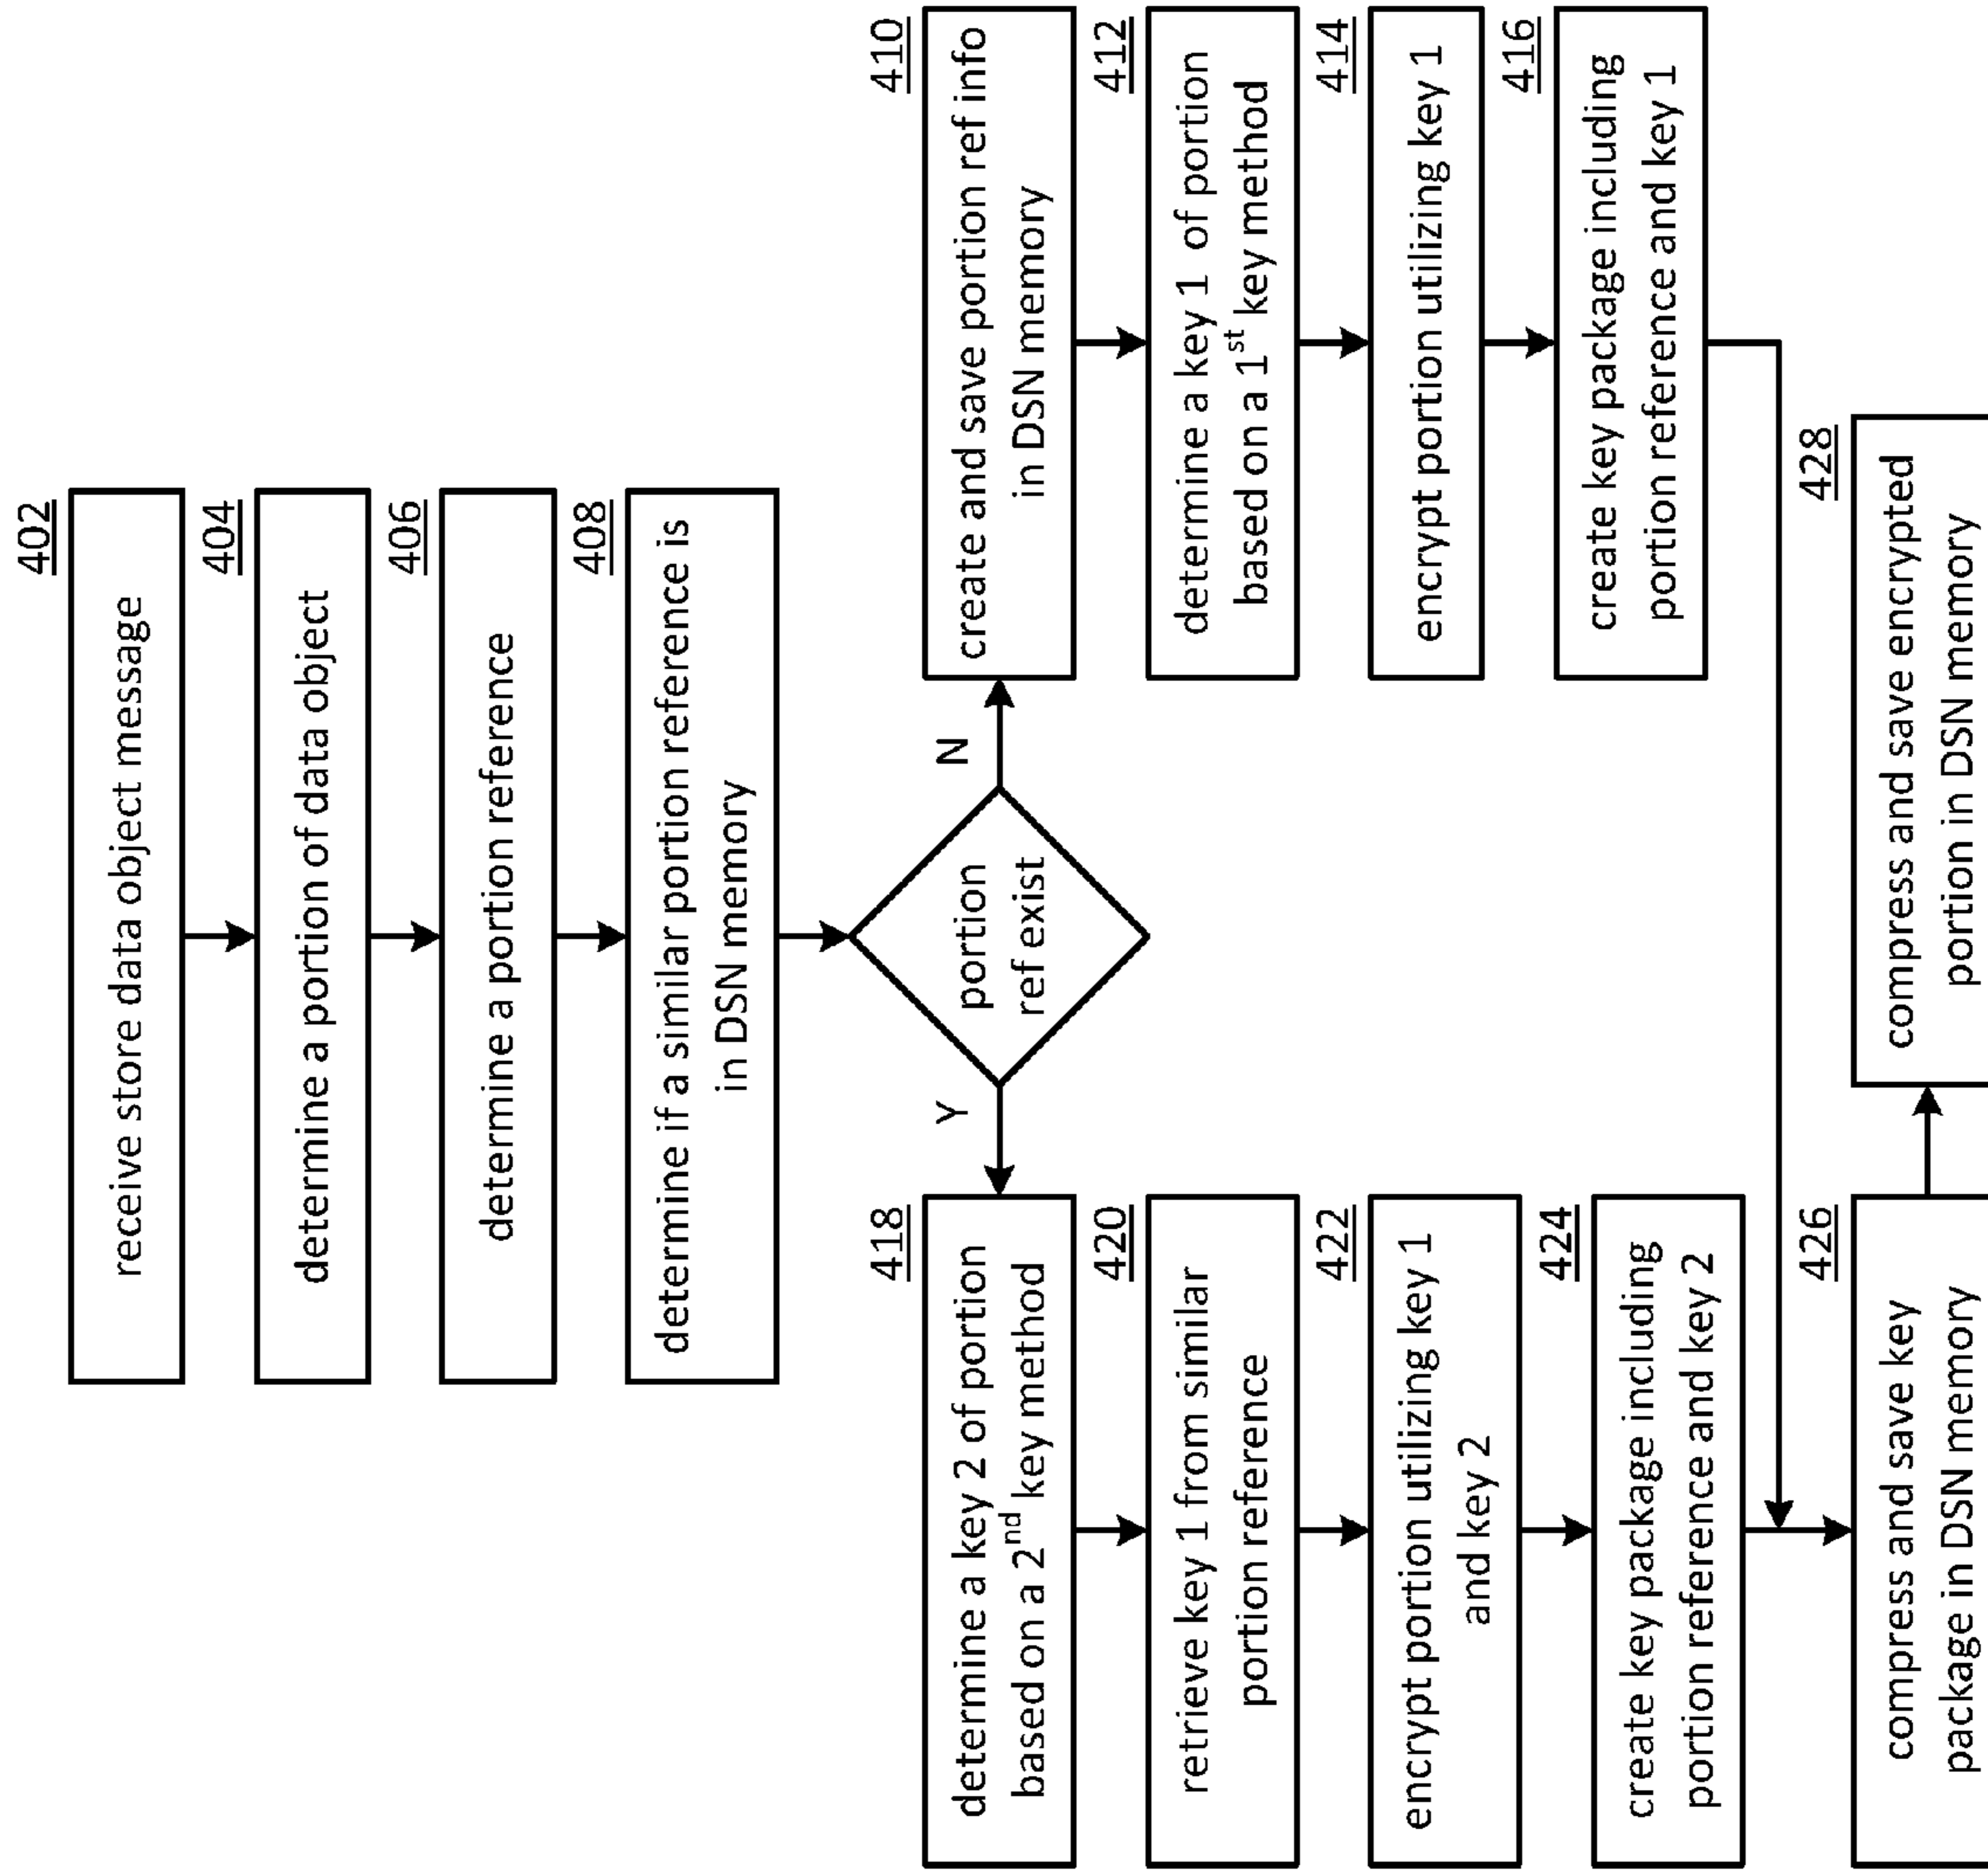 402
receive store data object message
404
determine a portion of data object
406
determine a portion reference
408
determine if a similar portion reference is
in DSN memory
portion
ref exist
Y
N
410
create and save portion ref info
in DSN memory
412
determine a key 1 of portion
based on a 1st key method
414
encrypt portion utilizing key 1
416
create key package including
portion reference and key 1
418
determine a key 2 of portion
based on a 2nd key method
420
retrieve key 1 from similar
portion reference
422
encrypt portion utilizing key 1
and key 2
424
create key package including
portion reference and key 2
426
compress and save key
package in DSN memory
428
compress and save encrypted
portion in DSN memory